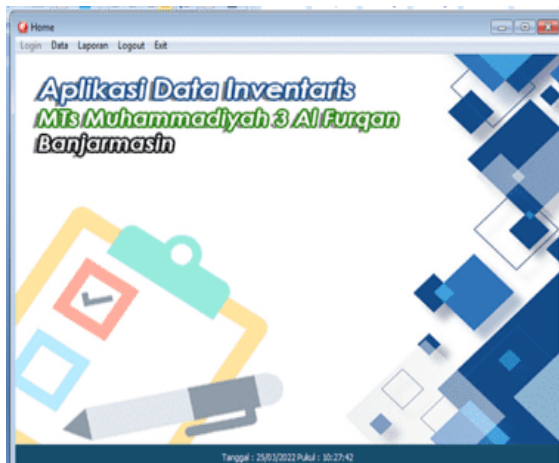 Home
Login Data Laporan Logout Exit
Aplikasi Data Inventaris
MTs Muhammadiyah 3 Al Furqan
Banjarmasin
Tanggal : 25/03/2022 Pukul : 10:27:42